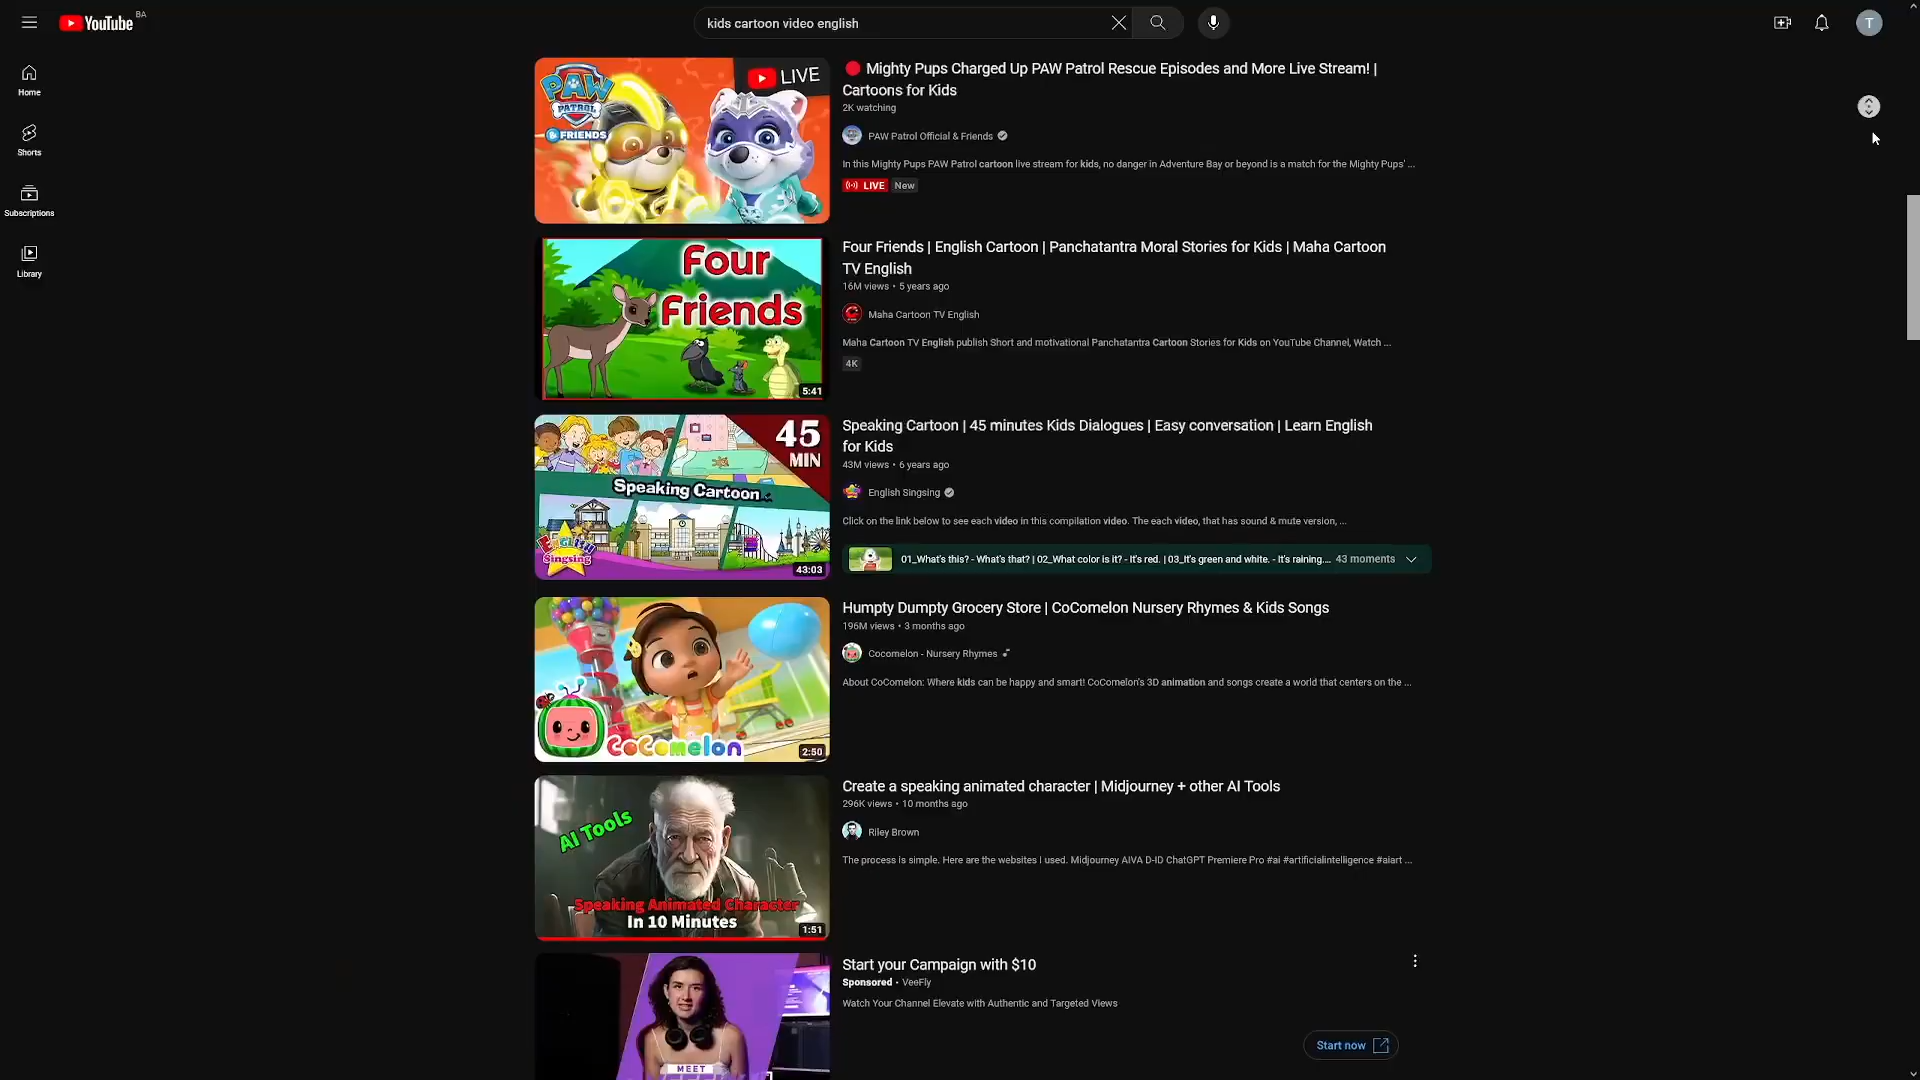 YouTube BA
kids cartoon video english
T
Home
Shorts
Subscriptions
Library
PAW
PATROL
& FRIENDS
LIVE
Mighty Pups Charged Up PAW Patrol Rescue Episodes and More Live Stream! |
Cartoons for Kids
2K watching
PAW Patrol Official & Friends
In this Mighty Pups PAW Patrol cartoon live stream for kids, no danger in Adventure Bay or beyond is a match for the Mighty Pups' ...
LIVE New
Four
Friends
5:41
Four Friends | English Cartoon | Panchatantra Moral Stories for Kids | Maha Cartoon
TV English
16M views • 5 years ago
Maha Cartoon TV English
Maha Cartoon TV English publish Short and motivational Panchatantra Cartoon Stories for Kids on YouTube Channel, Watch ...
4K
45
MIN
Speaking Cartoon
English
Singsing
43:03
Speaking Cartoon | 45 minutes Kids Dialogues | Easy conversation | Learn English
for Kids
43M views • 6 years ago
English Singsing
Click on the link below to see each video in this compilation video. The each video, that has sound & mute version, ...
01_What's this? - What's that? | 02_What color is it? - It's red. | 03_It's green and white. - It's raining.... 43 moments
CoComelon
2:50
Humpty Dumpty Grocery Store | CoComelon Nursery Rhymes & Kids Songs
196M views • 3 months ago
Cocomelon - Nursery Rhymes
About CoComelon: Where kids can be happy and smart! CoComelon's 3D animation and songs create a world that centers on the ...
AI Tools
Speaking Animated Character
In 10 Minutes
1:51
Create a speaking animated character | Midjourney + other AI Tools
296K views • 10 months ago
Riley Brown
The process is simple. Here are the websites I used. Midjourney AIVA D-ID ChatGPT Premiere Pro #ai #artificialintelligence #aiart ...
MEET
Start your Campaign with $10
Sponsored • VeeFly
Watch Your Channel Elevate with Authentic and Targeted Views
Start now